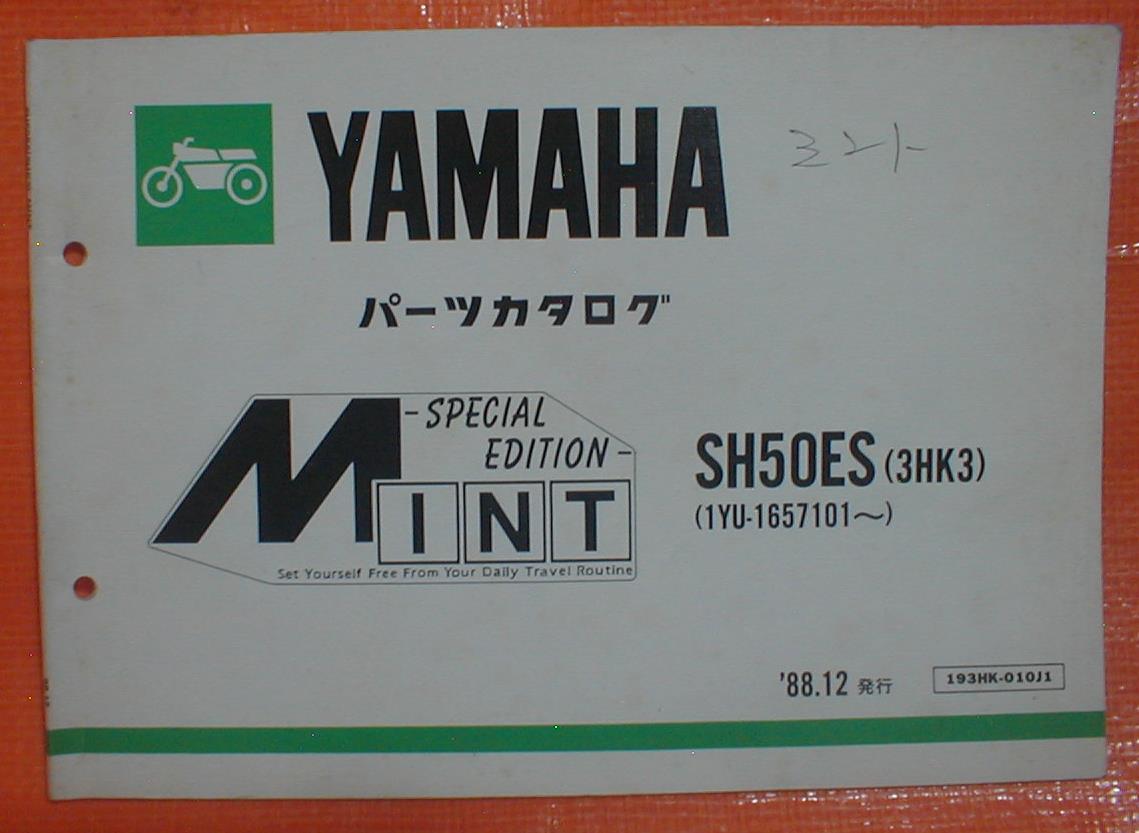 YAMAHA
ミント
パーツカタログ
MINT
-SPECIAL
EDITION-
Set Yourself Free From Your Daily Travel Routine
SH50ES (3HK3)
(1YU-1657101〜)
'88.12 発行
193HK-010J1